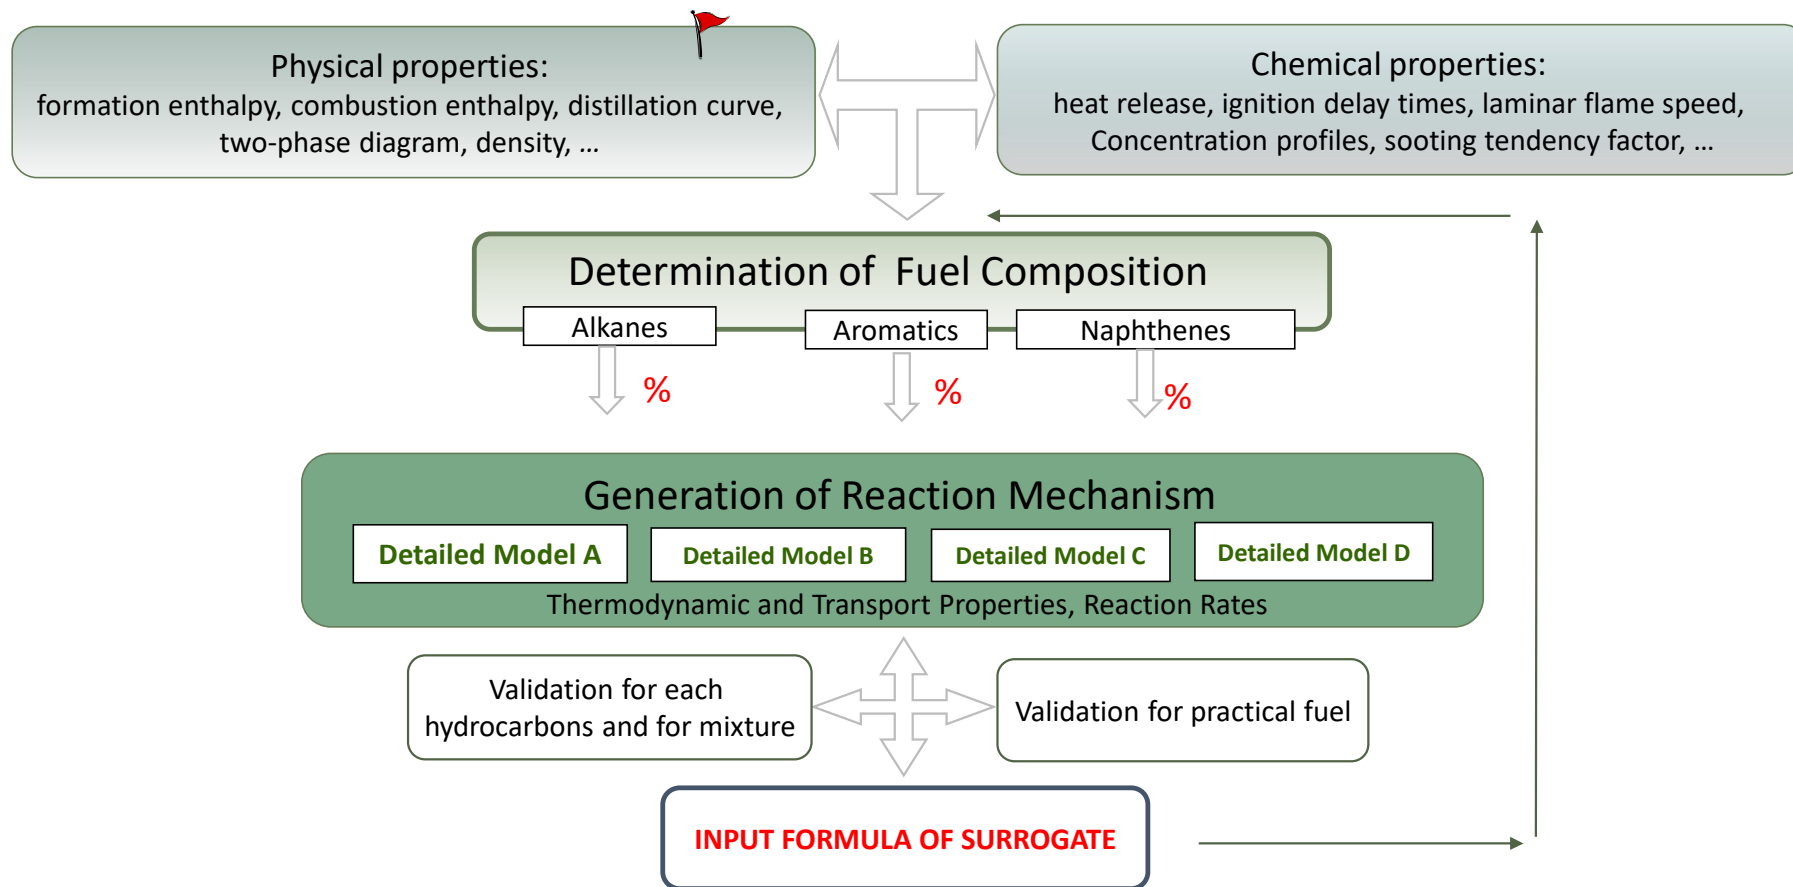 Physical properties:
formation enthalpy, combustion enthalpy, distillation curve,
two-phase diagram, density, ...
Chemical properties:
heat release, ignition delay times, laminar flame speed,
Concentration profiles, sooting tendency factor, ...
Determination of Fuel Composition
Alkanes
Aromatics
Naphthenes
%
%
%
Generation of Reaction Mechanism
Detailed Model A
Detailed Model B
Detailed Model C
Detailed Model D
Thermodynamic and Transport Properties, Reaction Rates
Validation for each
hydrocarbons and for mixture
Validation for practical fuel
INPUT FORMULA OF SURROGATE